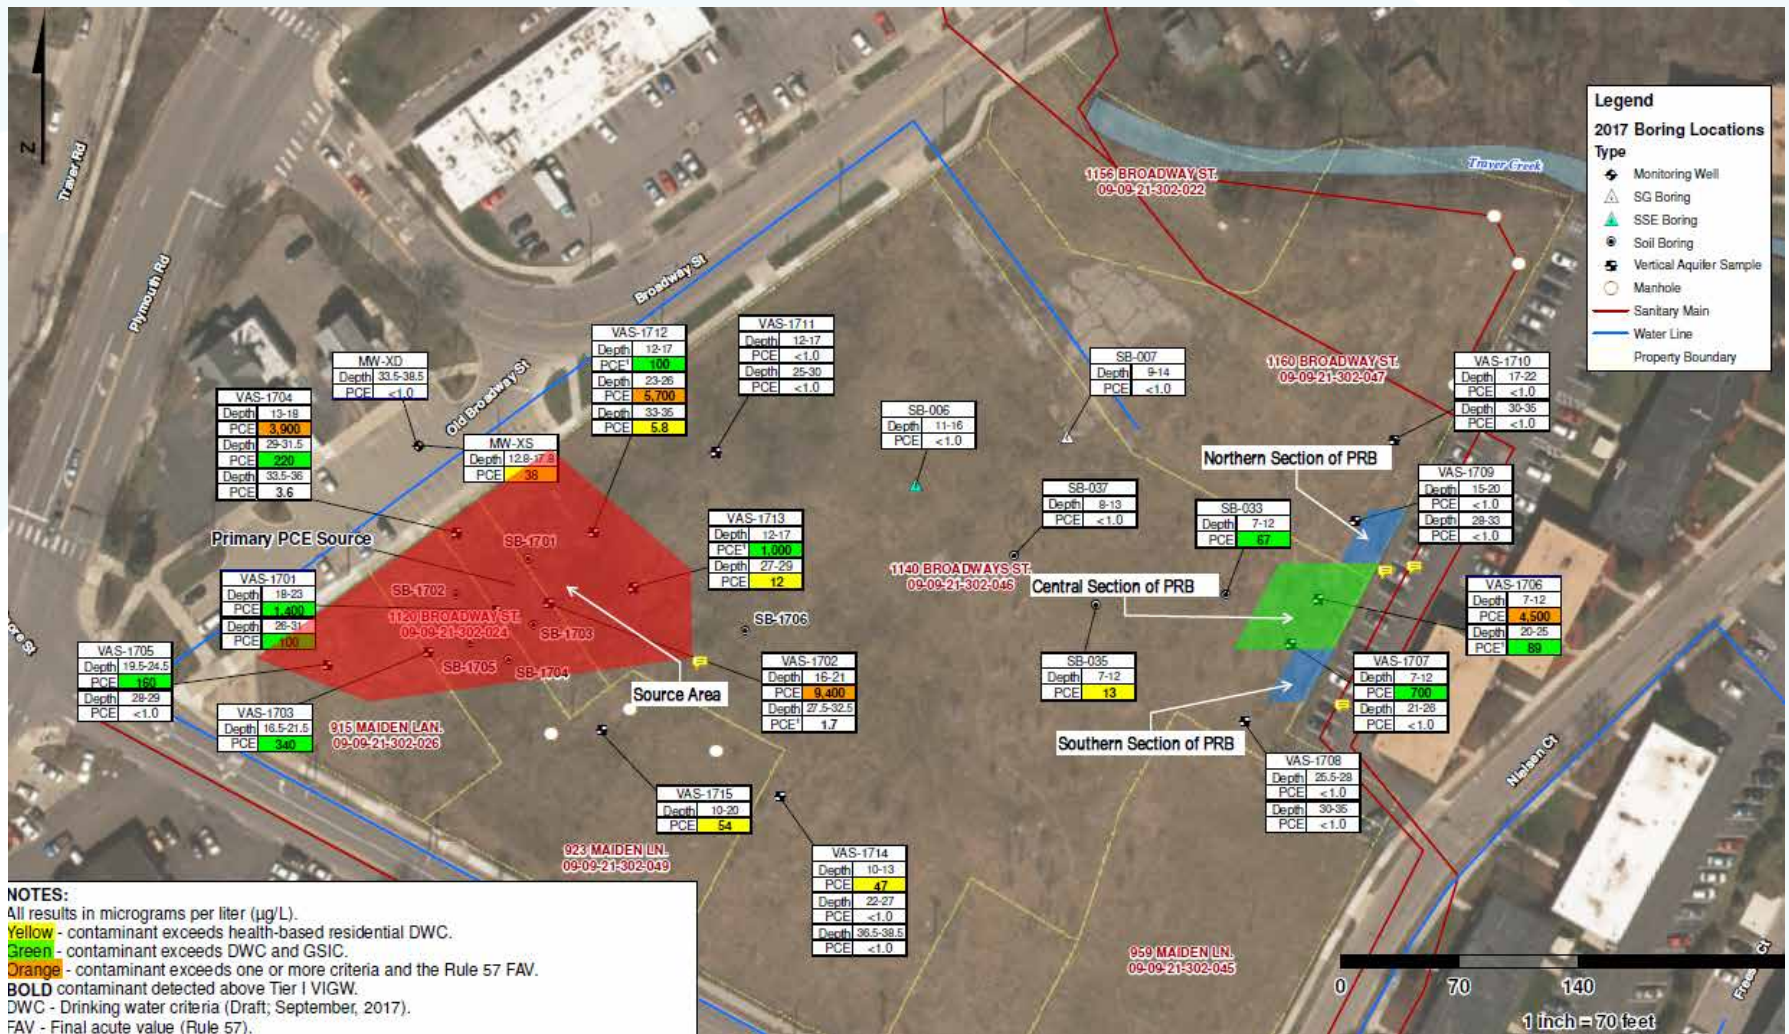 Legend
2017 Boring Locations
Type
Monitoring Well
SG Boring
SSE Boring
Soil Boring
Vertical Aquifer Sample
Manhole
Sanitary Main
Water Line
Property Boundary
N
Traver Rd
Plymouth Rd
Broadway St
Old Broadway St
Traver Creek
1156 BROADWAY ST.
09-09-21-302-022
1160 BROADWAY ST.
09-09-21-302-047
VAS-1712
Depth 12-17
PCE¹ 100
Depth 23-26
PCE 5,700
Depth 33-35
PCE 5.8
VAS-1711
Depth 12-17
PCE <1.0
Depth 25-30
PCE <1.0
MW-XD
Depth 33.5-38.5
PCE <1.0
SB-007
Depth 9-14
PCE <1.0
VAS-1710
Depth 17-22
PCE <1.0
Depth 30-35
PCE <1.0
VAS-1704
Depth 13-18
PCE 3,900
Depth 29-31.5
PCE 220
Depth 33.5-36
PCE 3.6
SB-006
Depth 11-16
PCE <1.0
MW-XS
Depth 12.8-17.8
PCE 38
Northern Section of PRB
VAS-1709
Depth 15-20
PCE <1.0
Depth 28-33
PCE <1.0
SB-037
Depth 8-13
PCE <1.0
SB-033
Depth 7-12
PCE 67
VAS-1713
Depth 12-17
PCE¹ 1,000
Depth 27-29
PCE 12
Primary PCE Source
SB-1701
SB-1702
VAS-1701
Depth 18-23
PCE 1,400
Depth 26-31
PCE 100
1120 BROADWAY ST.
09-09-21-302-024
SB-1703
SB-1705
SB-1704
SB-1706
1140 BROADWAYS ST.
09-09-21-302-046
Central Section of PRB
VAS-1706
Depth 7-12
PCE 4,500
Depth 20-25
PCE¹ 89
VAS-1705
Depth 19.5-24.5
PCE 160
Depth 28-29
PCE <1.0
VAS-1702
Depth 16-21
PCE 9,400
Depth 27.5-32.5
PCE¹ 1.7
SB-035
Depth 7-12
PCE 13
VAS-1707
Depth 7-12
PCE 700
Depth 21-26
PCE <1.0
Source Area
VAS-1703
Depth 16.5-21.5
PCE 340
915 MAIDEN LAN.
09-09-21-302-026
Southern Section of PRB
VAS-1708
Depth 25.5-28
PCE <1.0
Depth 30-35
PCE <1.0
Nielsen Ct
VAS-1715
Depth 10-20
PCE 54
923 MAIDEN LN.
09-09-21-302-049
VAS-1714
Depth 10-13
PCE 47
Depth 22-27
PCE <1.0
Depth 36.5-38.5
PCE <1.0
959 MAIDEN LN.
09-09-21-302-045
0 70 140
1 inch = 70 feet
NOTES:
All results in micrograms per liter (µg/L).
Yellow - contaminant exceeds health-based residential DWC.
Green - contaminant exceeds DWC and GSIC.
Orange - contaminant exceeds one or more criteria and the Rule 57 FAV.
BOLD contaminant detected above Tier I VIGW.
DWC - Drinking water criteria (Draft; September, 2017).
FAV - Final acute value (Rule 57).